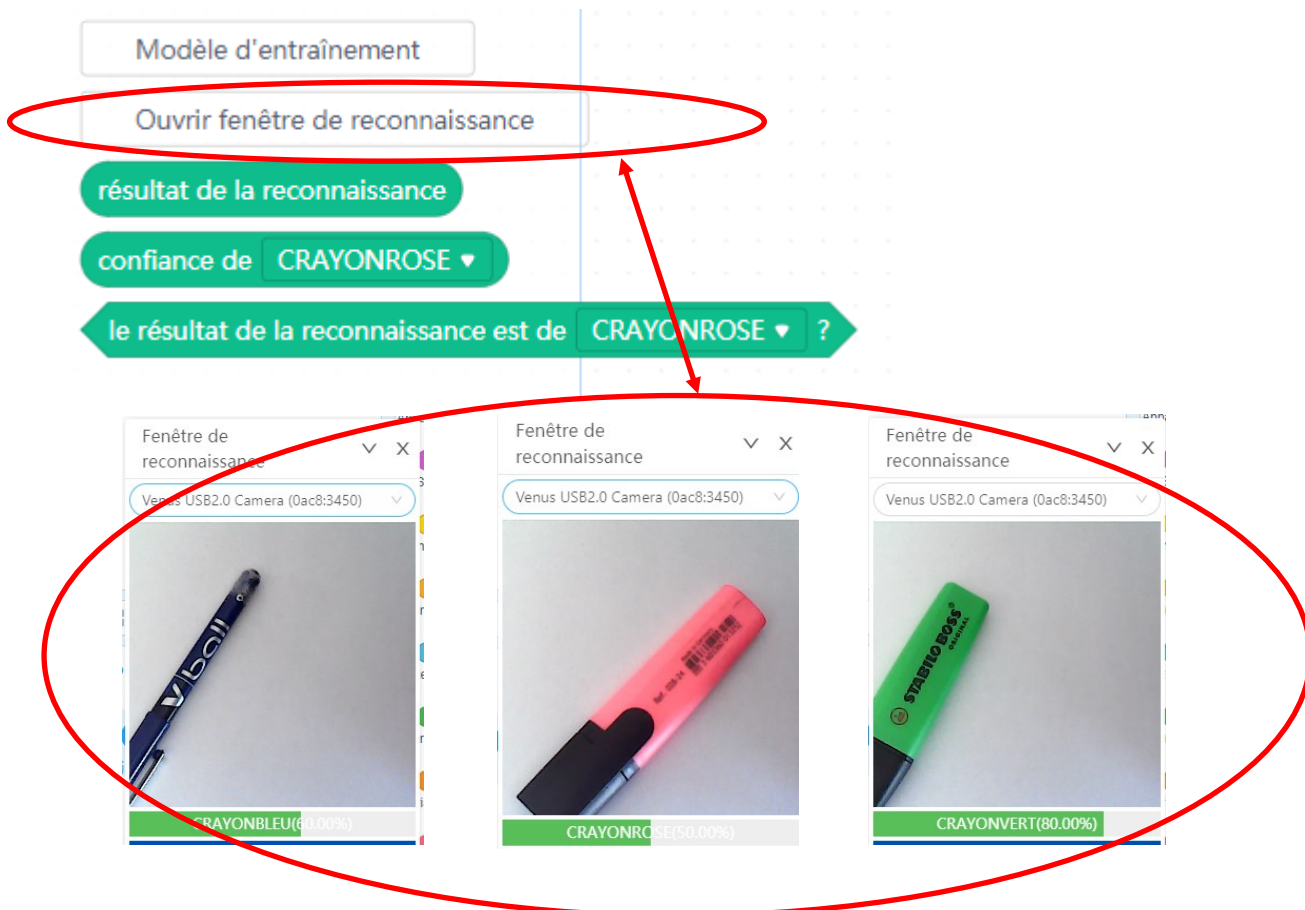 Modèle d'entraînement
Ouvrir fenêtre de reconnaissance
résultat de la reconnaissance
confiance de CRAYONROSE
le résultat de la reconnaissance est de CRAYONROSE ?
Fenêtre de
reconnaissance
X
Venus USB2.0 Camera (0ac8:3450)
v ball
CRAYONBLEU(60.00%)
Fenêtre de
reconnaissance
X
Venus USB2.0 Camera (0ac8:3450)
CRAYONROSE(50.00%)
Fenêtre de
reconnaissance
X
Venus USB2.0 Camera (0ac8:3450)
STABILO BOSS®
ORIGINAL
CRAYONVERT(80.00%)